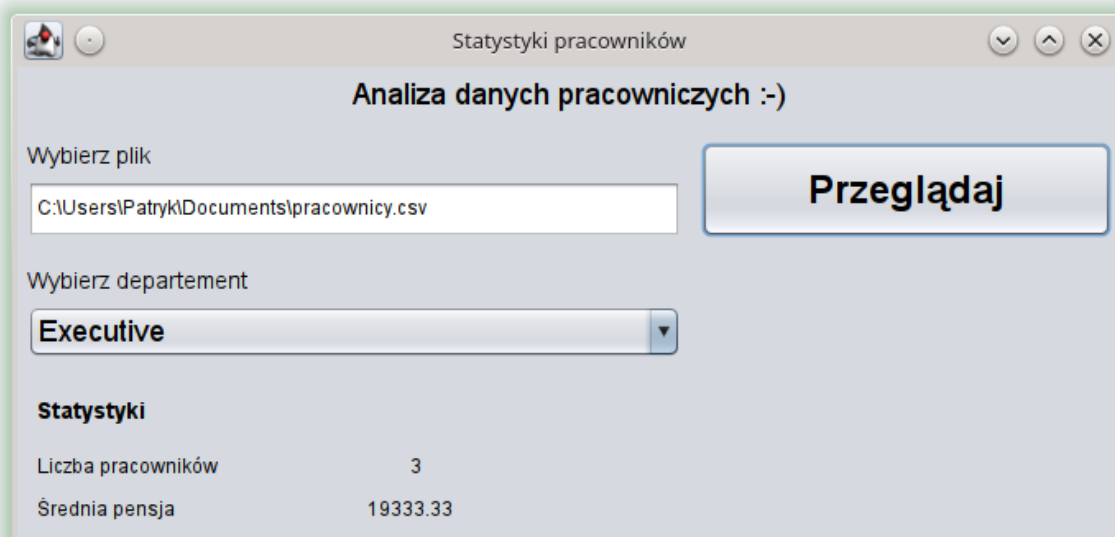 Statystyki pracowników
Analiza danych pracowniczych :-)
Wybierz plik
C:\Users\Patryk\Documents\pracownicy.csv
Przeglądaj
Wybierz departement
Executive
Statystyki
Liczba pracowników 3
Średnia pensja 19333.33